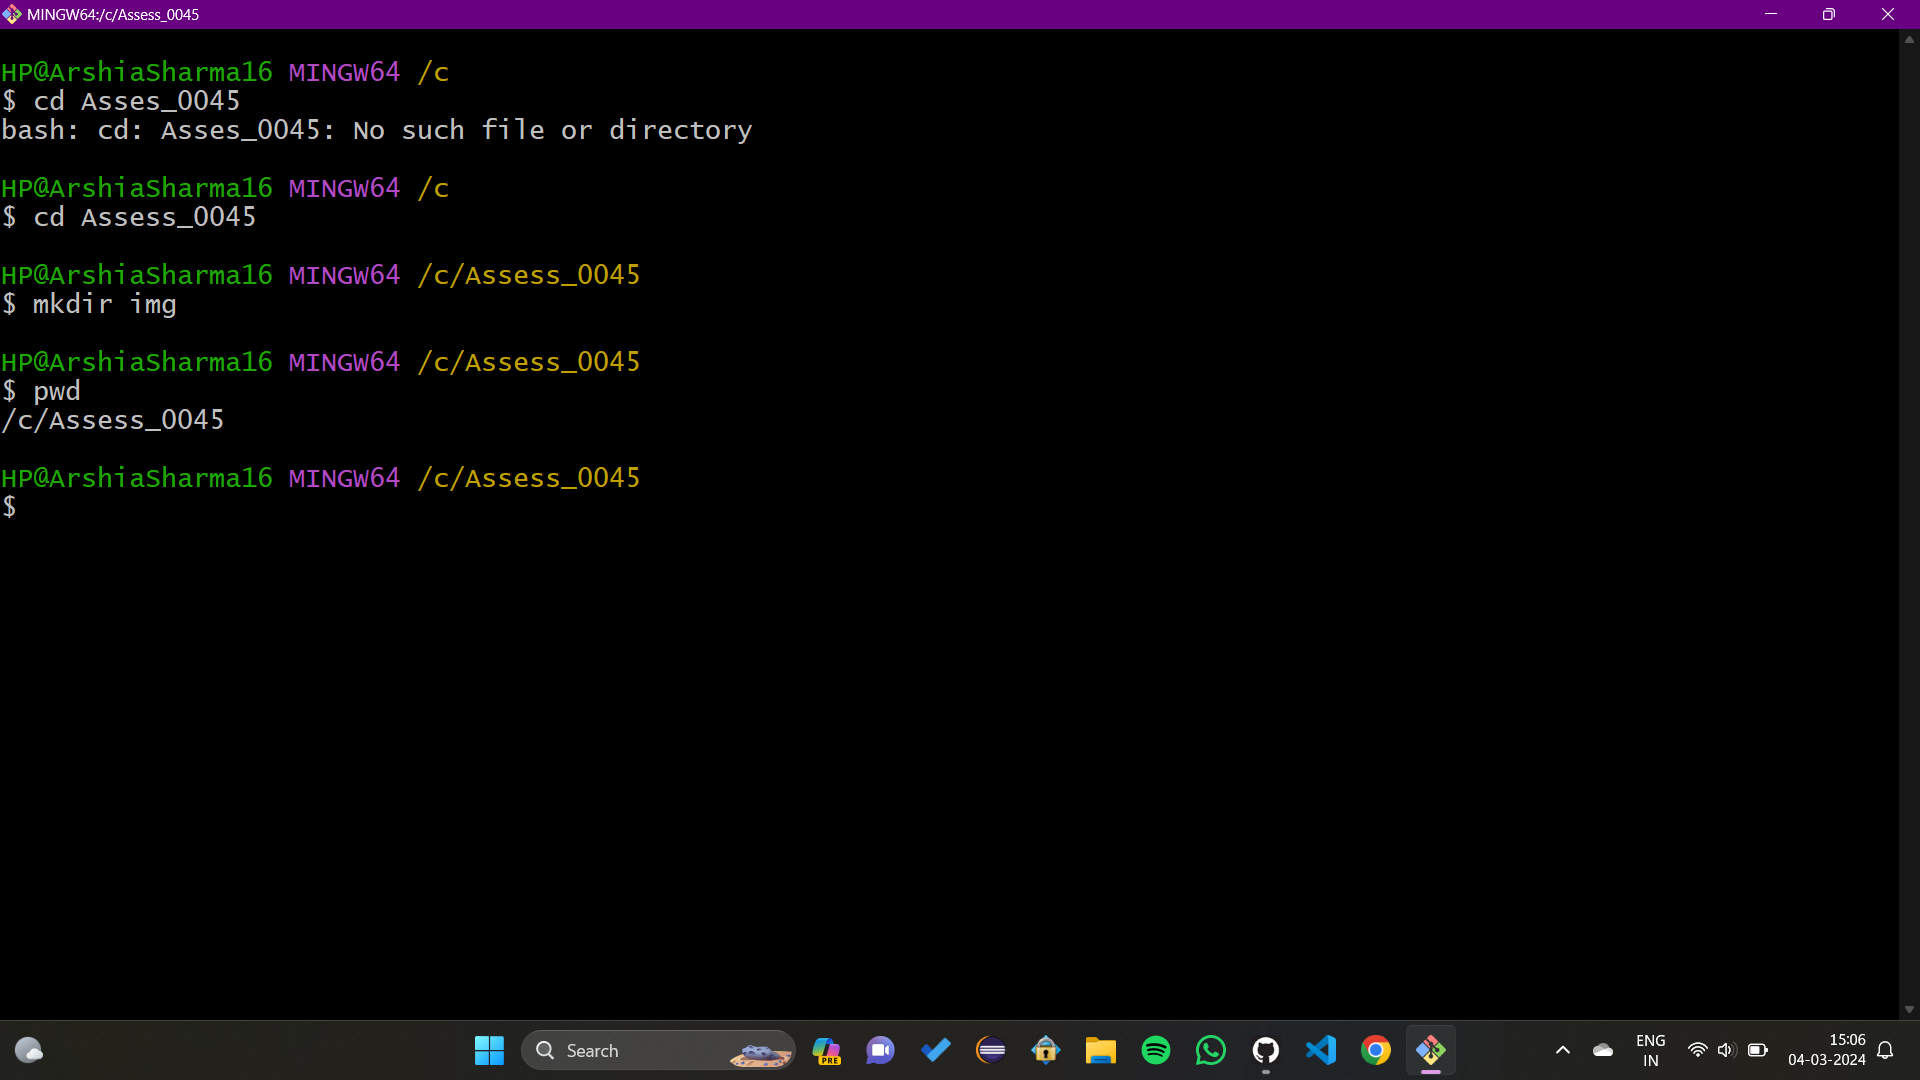 MINGW64:/c/Assess_0045
HP@ArshiaSharma16 MINGW64 /c
$ cd Asses_0045
bash: cd: Asses_0045: No such file or directory
HP@ArshiaSharma16 MINGW64 /c
$ cd Assess_0045
HP@ArshiaSharma16 MINGW64 /c/Assess_0045
$ mkdir img
HP@ArshiaSharma16 MINGW64 /c/Assess_0045
$ pwd
/c/Assess_0045
HP@ArshiaSharma16 MINGW64 /c/Assess_0045
$
Search
PRE
ENG
IN
15:06
04-03-2024